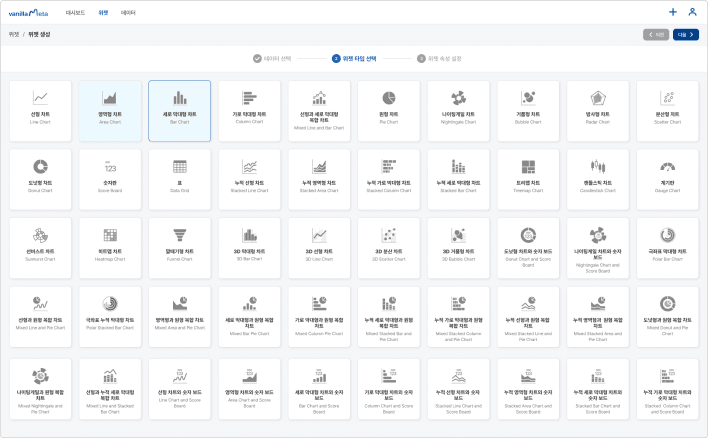 vanilla Meta 대시보드 위젯 데이터
위젯 / 위젯 생성 이전 다음
데이터 선택 2 위젯 타입 선택 3 위젯 속성 설정
선형 차트
Line Chart
영역형 차트
Area Chart
세로 막대형 차트
Bar Chart
가로 막대형 차트
Column Chart
선형과 세로 막대형
복합 차트
Mixed Line and Bar Chart
원형 차트
Pie Chart
나이팅게일 차트
Nightingale Chart
거품형 차트
Bubble Chart
방사형 차트
Radar Chart
분산형 차트
Scatter Chart
도넛형 차트
Donut Chart
123
숫자판
Score Board
표
Data Grid
누적 선형 차트
Stacked Line Chart
누적 영역형 차트
Stacked Area Chart
누적 가로 막대형 차트
Stacked Column Chart
누적 세로 막대형 차트
Stacked Bar Chart
트리맵 차트
Treemap Chart
캔들스틱 차트
Candlestick Chart
계기판
Gauge Chart
선버스트 차트
Sunburst Chart
히트맵 차트
Heatmap Chart
깔때기형 차트
Funnel Chart
3D 막대형 차트
3D Bar Chart
3D 선형 차트
3D Line Chart
3D 분산 차트
3D Scatter Chart
3D 거품형 차트
3D Bubble Chart
도넛형 차트와 숫자 보드
Donut Chart and Score
Board
나이팅게일 차트와 숫자
보드
Nightingale Chart and
Score Board
극좌표 막대형 차트
Polar Bar Chart
선형과 원형 복합 차트
Mixed Line and Pie Chart
극좌표 누적 막대형 차트
Polar Stacked Bar Chart
영역형과 원형 복합 차트
Mixed Area and Pie Chart
세로 막대형과 원형 복합
차트
Mixed Bar Pie Chart
가로 막대형과 원형 복합
차트
Mixed Column Pie Chart
누적 세로 막대형과 원형
복합 차트
Mixed Stacked Bar and
Pie Chart
누적 가로 막대형과 원형
복합 차트
Mixed Stacked Column
and Pie Chart
누적 선형과 원형 복합
차트
Mixed Stacked Line and
Pie Chart
누적 영역형과 원형 복합
차트
Mixed Stacked Area and
Pie Chart
도넛형과 원형 복합 차트
Mixed Donut and Pie
Chart
나이팅게일과 원형 복합
차트
Mixed Nightingale and
Pie Chart
선형과 누적 세로 막대형
복합 차트
Mixed Line and Stacked
Bar Chart
123
선형 차트와 숫자 보드
Line Chart and Score
Board
123
영역형 차트와 숫자 보드
Area Chart and Score
Board
123
세로 막대형 차트와 숫자
보드
Bar Chart and Score
Board
123
가로 막대형 차트와 숫자
보드
Column Chart and Score
Board
123
누적 선형 차트와 숫자
보드
Stacked Line Chart and
Score Board
123
누적 영역형 차트와 숫자
보드
Stacked Area Chart and
Score Board
123
누적 세로 막대형 차트와
숫자 보드
Stacked Bar Chart and
Score Board
123
누적 가로 막대형 차트와
숫자 보드
Stacked Column Chart
and Score Board